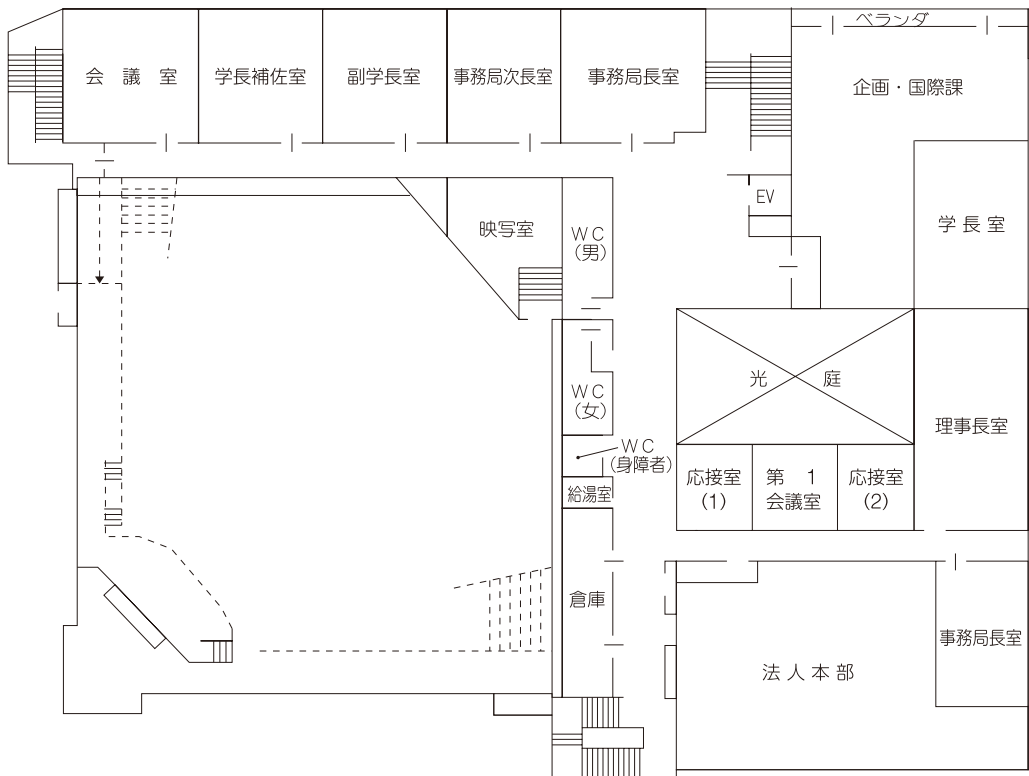 ベランダ
会議室
学長補佐室
副学長室
事務局次長室
事務局長室
企画・国際課
EV
学長室
映写室
WC
(男)
光庭
WC
(女)
理事長室
WC
(身障者)
応接室
(1)
第1
会議室
応接室
(2)
給湯室
倉庫
事務局長室
法人本部